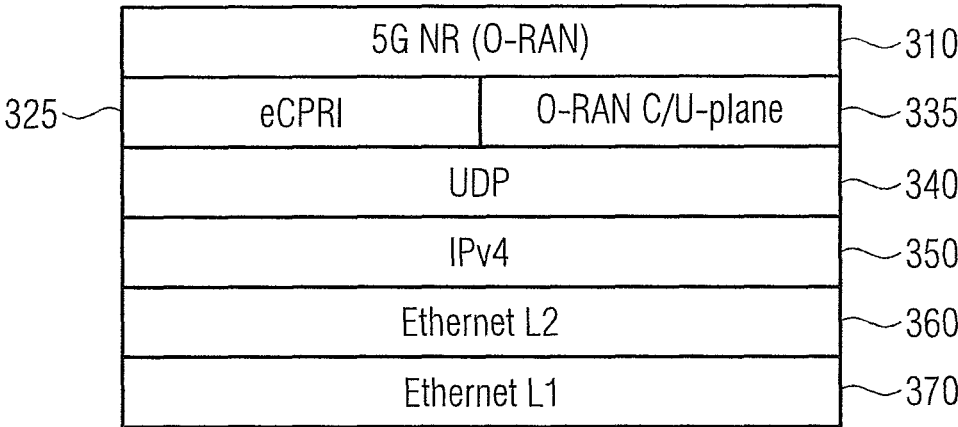 5G NR (O-RAN) 310
325 eCPRI O-RAN C/U-plane 335
UDP 340
IPv4 350
Ethernet L2 360
Ethernet L1 370